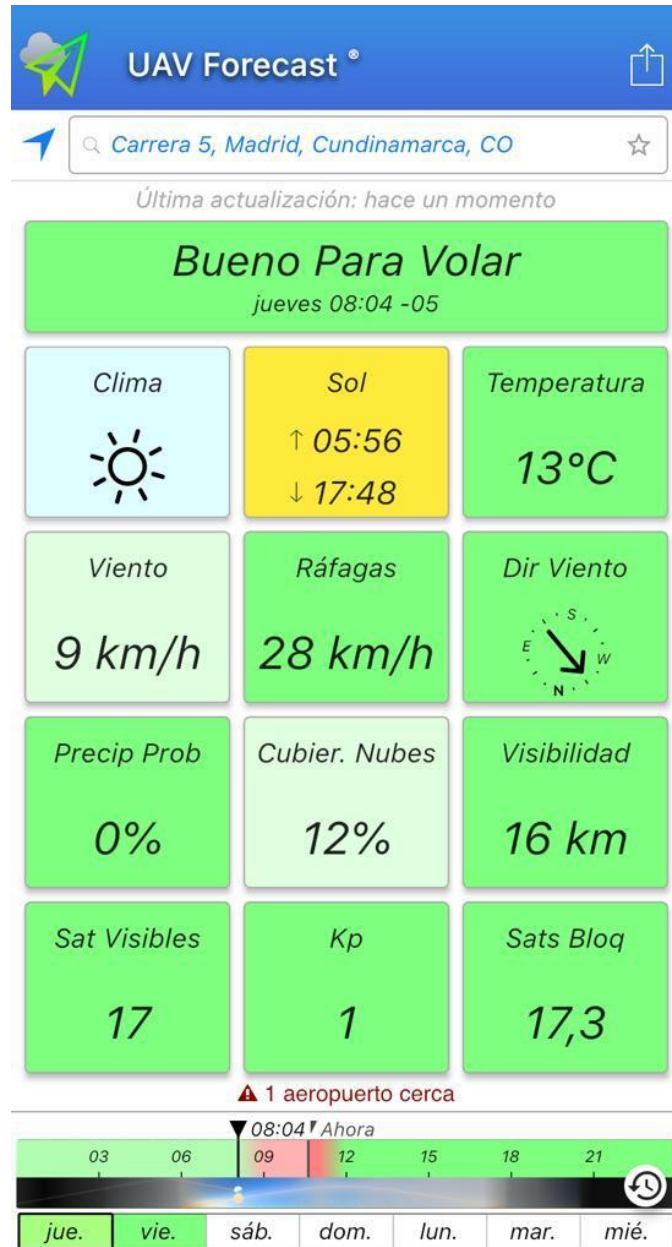 UAV Forecast ®
Carrera 5, Madrid, Cundinamarca, CO
Última actualización: hace un momento
Bueno Para Volar
jueves 08:04 -05
Clima
Sol
Temperatura
↑ 05:56
↓ 17:48
13°C
Viento
Ráfagas
Dir Viento
9 km/h
28 km/h
S
E
W
N
Precip Prob
Cubier. Nubes
Visibilidad
0%
12%
16 km
Sat Visibles
Kp
Sats Bloq
17
1
17,3
1 aeropuerto cerca
08:04 Ahora
03 06 09 12 15 18 21
jue. vie. sáb. dom. lun. mar. mié.